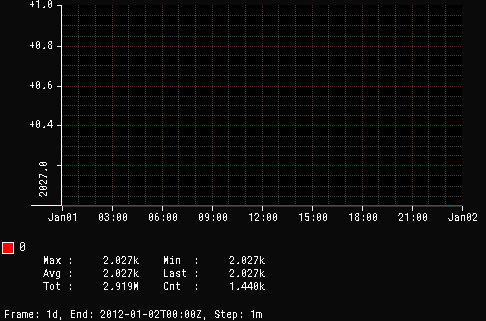 +1.0
+0.8
+0.6
+0.4
2027.0
Jan01 03:00 06:00 09:00 12:00 15:00 18:00 21:00 Jan02
0
Max : 2.027k Min : 2.027k
Avg : 2.027k Last : 2.027k
Tot : 2.919M Cnt : 1.440k
Frame: 1d, End: 2012-01-02T00:00Z, Step: 1m